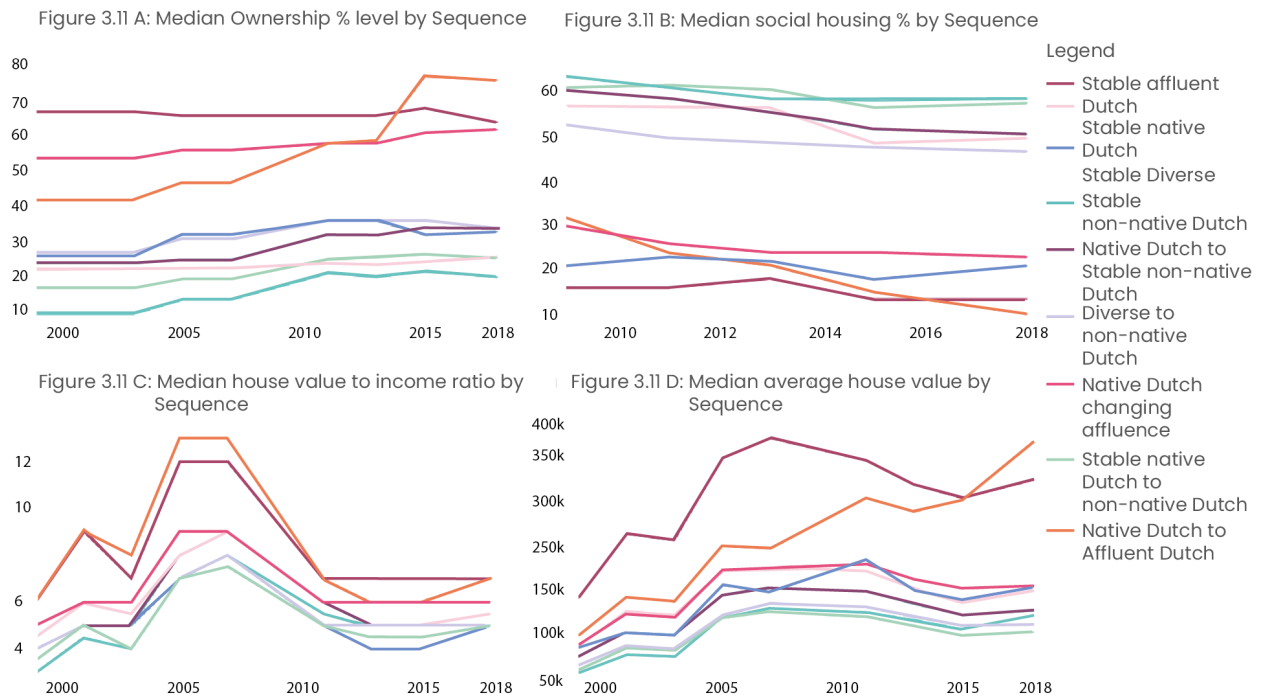 Figure 3.11 A: Median Ownership % level by Sequence
80
70
60
50
40
30
20
10
2000
2005
2010
2015
2018
Figure 3.11 B: Median social housing % by Sequence
60
50
40
30
20
10
2010
2012
2014
2016
2018
Legend
Stable affluent
Dutch
Stable native
Dutch
Stable Diverse
Stable
non-native Dutch
Native Dutch to
Stable non-native
Dutch
Diverse to
non-native
Dutch
Native Dutch
changing
affluence
Stable native
Dutch to
non-native Dutch
Native Dutch to
Affluent Dutch
Figure 3.11 C: Median house value to income ratio by
Sequence
12
10
6
4
2000
2005
2010
2015
2018
Figure 3.11 D: Median average house value by
Sequence
400k
350k
300k
250k
150k
100k
50k
2000
2005
2010
2015
2018